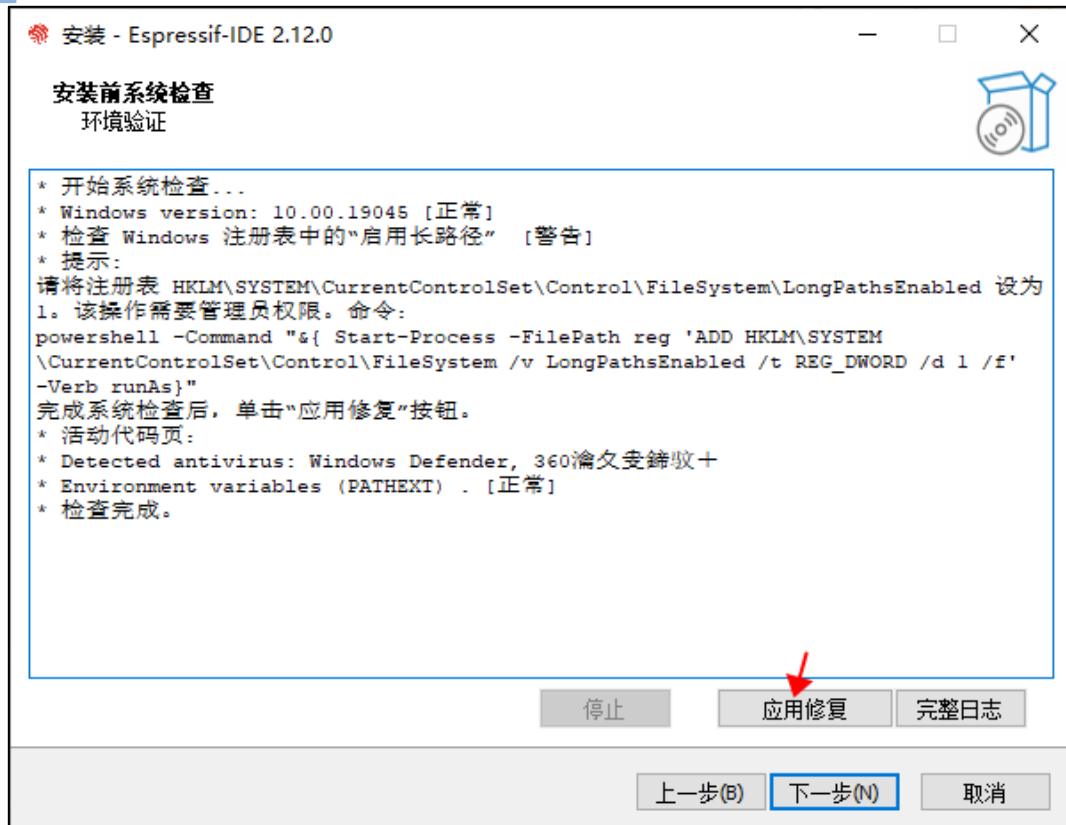 安装 - Espressif-IDE 2.12.0
安装前系统检查
环境验证
* 开始系统检查...
* Windows version: 10.00.19045 [正常]
* 检查 Windows 注册表中的“启用长路径” [警告]
* 提示:
请将注册表 HKLM\SYSTEM\CurrentControlSet\Control\FileSystem\LongPathsEnabled 设为
1。该操作需要管理员权限。命令:
powershell -Command "&{ Start-Process -FilePath reg 'ADD HKLM\SYSTEM
\CurrentControlSet\Control\FileSystem /v LongPathsEnabled /t REG_DWORD /d 1 /f'
-Verb runAs}"
完成系统检查后，单击“应用修复”按钮。
* 活动代码页:
* Detected antivirus: Windows Defender, 360瀹夊叏鍗＋
* Environment variables (PATHEXT) . [正常]
* 检查完成。
停止
应用修复
完整日志
上一步(B)
下一步(N)
取消